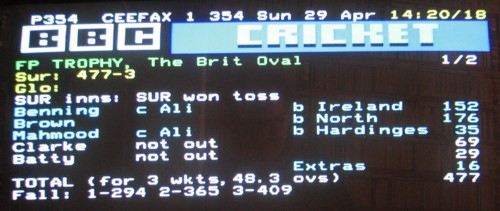 P354 CEEFAX 1 354 Sun 29 Apr 14:20/18
BBC CRICKET
FP TROPHY, The Brit Oval 1/2
Sur: 477-3
Glo:
SUR inns: SUR won toss
Benning c Ali b Ireland 152
Brown b North 176
Mahmood c Ali b Hardinges 35
Clarke not out 69
Batty not out 29
Extras 16
TOTAL (for 3 wkts, 48.3 ovs) 477
Fall: 1-294 2-365 3-409